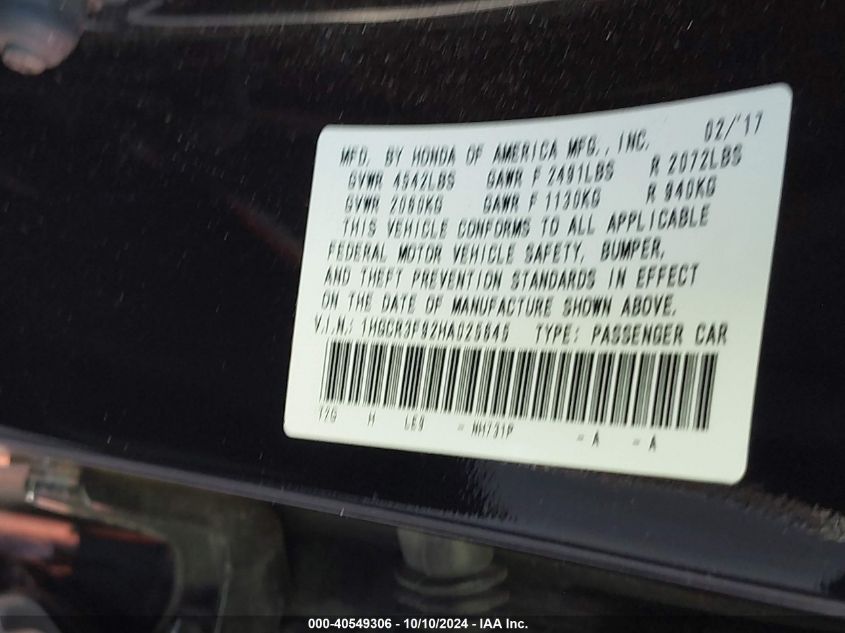 MFD. BY HONDA OF AMERICA MFG., INC. 02/'17
GVWR 4542LBS GAWR F 2491LBS R 2072LBS
GVWR 2060KG GAWR F 1130KG R 940KG
THIS VEHICLE CONFORMS TO ALL APPLICABLE
FEDERAL MOTOR VEHICLE SAFETY, BUMPER,
AND THEFT PREVENTION STANDARDS IN EFFECT
ON THE DATE OF MANUFACTURE SHOWN ABOVE.
V.I.N.: TYPE: PASSENGER CAR
H - NH731P - A - A
000-40549306 - 10/10/2024 - IAA Inc.